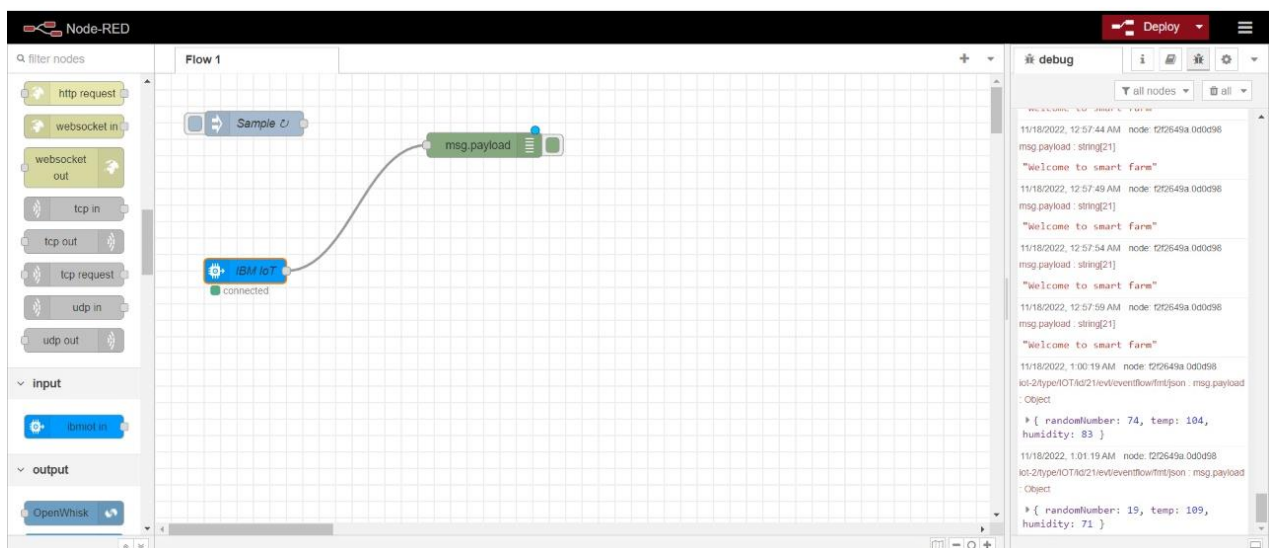 Node-RED
Deploy
filter nodes
Flow 1
debug
all nodes
all
http request
websocket in
websocket
out
tcp in
tcp out
tcp request
udp in
udp out
input
ibmiot in
output
OpenWhisk
Sample ↻
msg.payload
IBM IoT
connected
"Welcome to smart farm"
11/18/2022, 12:57:44 AM node: f2f2649a.0d0d98
msg.payload : string[21]
"Welcome to smart farm"
11/18/2022, 12:57:49 AM node: f2f2649a.0d0d98
msg.payload : string[21]
"Welcome to smart farm"
11/18/2022, 12:57:54 AM node: f2f2649a.0d0d98
msg.payload : string[21]
"Welcome to smart farm"
11/18/2022, 12:57:59 AM node: f2f2649a.0d0d98
msg.payload : string[21]
"Welcome to smart farm"
11/18/2022, 1:00:19 AM node: f2f2649a.0d0d98
iot-2/type/IOT/id/21/evt/eventflow/fmt/json : msg.payload
: Object
{ randomNumber: 74, temp: 104,
humidity: 83 }
11/18/2022, 1:01:19 AM node: f2f2649a.0d0d98
iot-2/type/IOT/id/21/evt/eventflow/fmt/json : msg.payload
: Object
{ randomNumber: 19, temp: 109,
humidity: 71 }